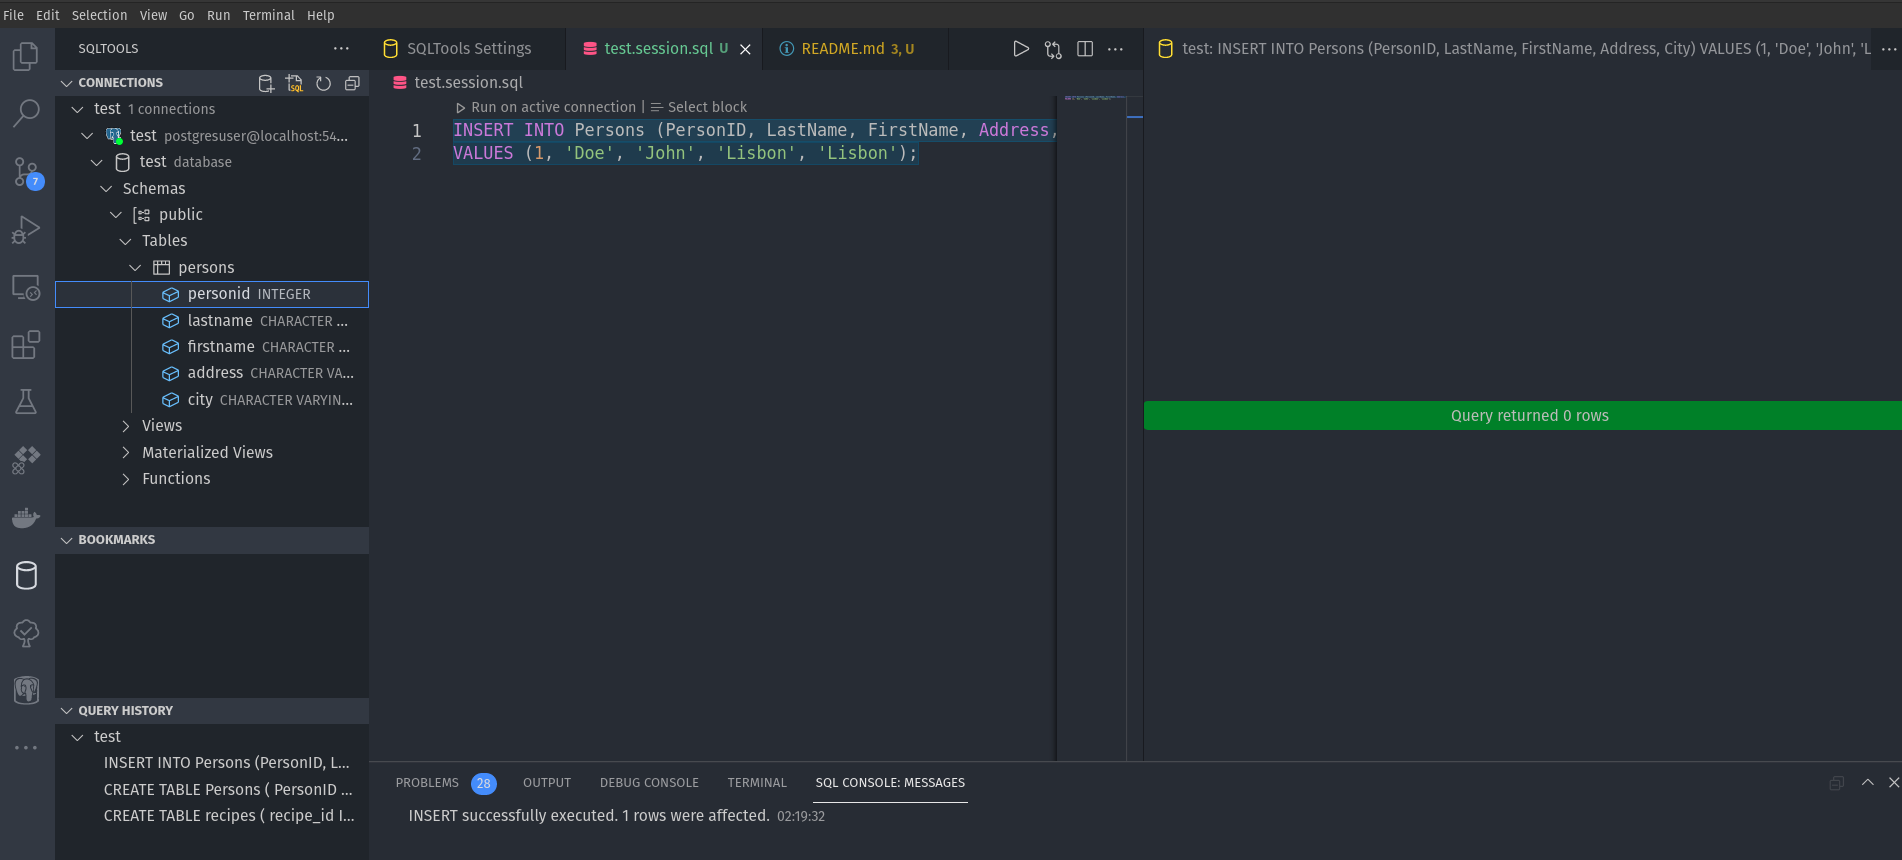 File Edit Selection View Go Run Terminal Help
SQLTOOLS
SQLTools Settings
test.session.sql U
README.md 3, U
test: INSERT INTO Persons (PersonID, LastName, FirstName, Address, City) VALUES (1, 'Doe', 'John', 'L
CONNECTIONS
test 1 connections
test postgresuser@localhost:54...
test database
Schemas
public
Tables
persons
personid INTEGER
lastname CHARACTER ...
firstname CHARACTER ...
address CHARACTER VA...
city CHARACTER VARYIN...
Views
Materialized Views
Functions
7
BOOKMARKS
QUERY HISTORY
test
INSERT INTO Persons (PersonID, L...
CREATE TABLE Persons ( PersonID ...
CREATE TABLE recipes ( recipe_id I...
test.session.sql
Run on active connection | Select block
1 INSERT INTO Persons (PersonID, LastName, FirstName, Address,
2 VALUES (1, 'Doe', 'John', 'Lisbon', 'Lisbon');
Query returned 0 rows
PROBLEMS 28 OUTPUT DEBUG CONSOLE TERMINAL SQL CONSOLE: MESSAGES
INSERT successfully executed. 1 rows were affected. 02:19:32